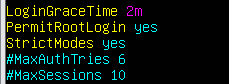 LoginGraceTime 2m
PermitRootLogin yes
StrictModes yes
#MaxAuthTries 6
#MaxSessions 10